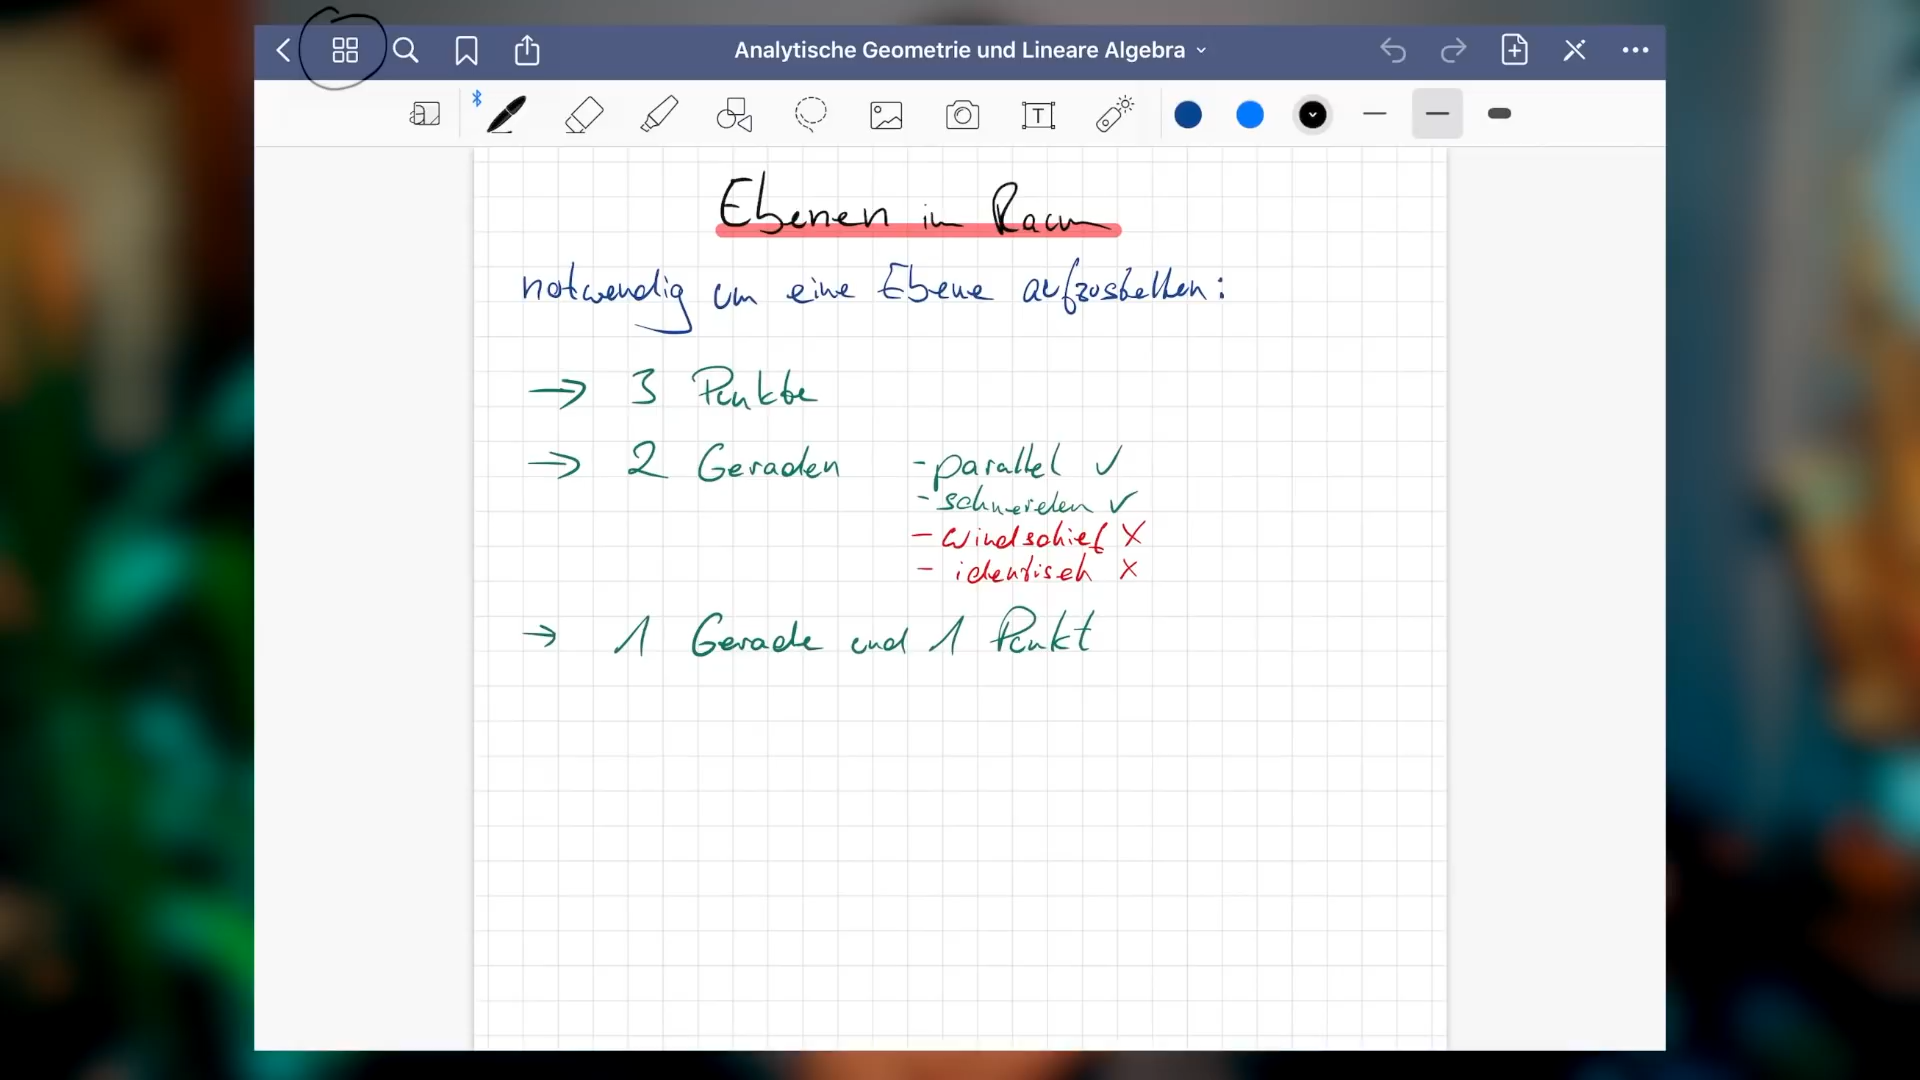 Analytische Geometrie und Lineare Algebra
T
Ebenen im Raum
notwendig um eine Ebene aufzustellen:
→ 3 Punkte
→ 2 Geraden - parallel ✓
- schneiden ✓
- windschief X
- identisch X
→ 1 Gerade und 1 Punkt